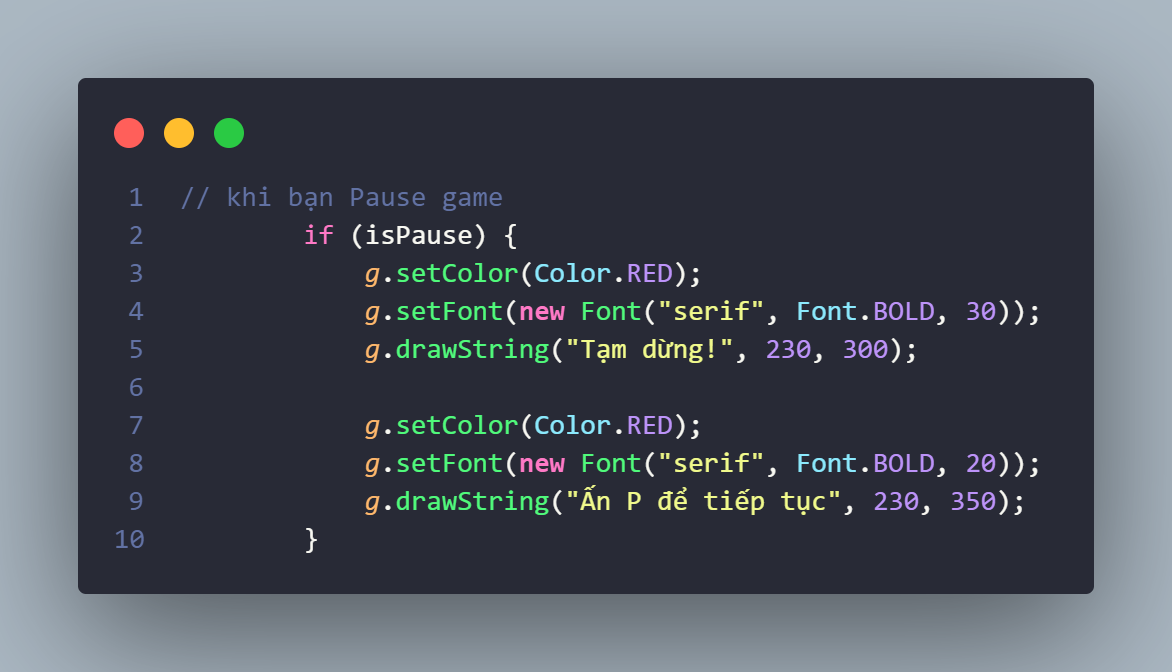 1 // khi bạn Pause game
2 if (isPause) {
3 g.setColor(Color.RED);
4 g.setFont(new Font("serif", Font.BOLD, 30));
5 g.drawString("Tạm dừng!", 230, 300);
6
7 g.setColor(Color.RED);
8 g.setFont(new Font("serif", Font.BOLD, 20));
9 g.drawString("Ấn P để tiếp tục", 230, 350);
10 }